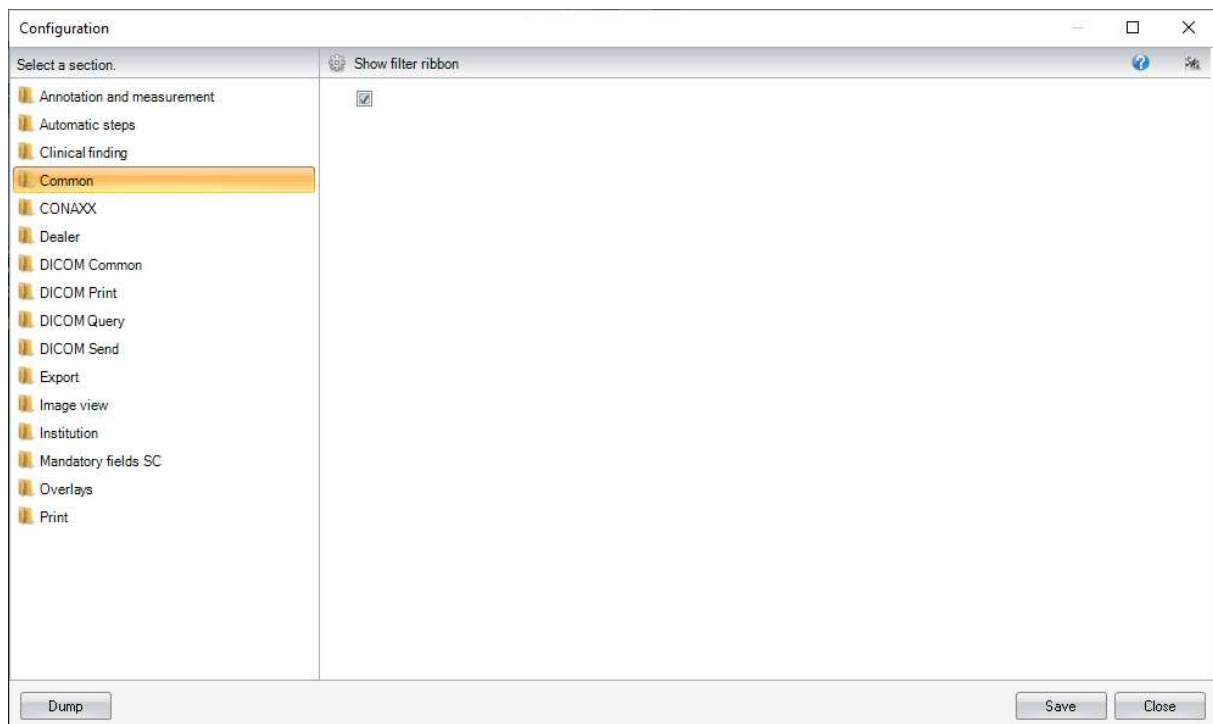 Configuration
Select a section.
Show filter ribbon
Annotation and measurement
Automatic steps
Clinical finding
Common
CONAXX
Dealer
DICOM Common
DICOM Print
DICOM Query
DICOM Send
Export
Image view
Institution
Mandatory fields SC
Overlays
Print
Dump
Save
Close